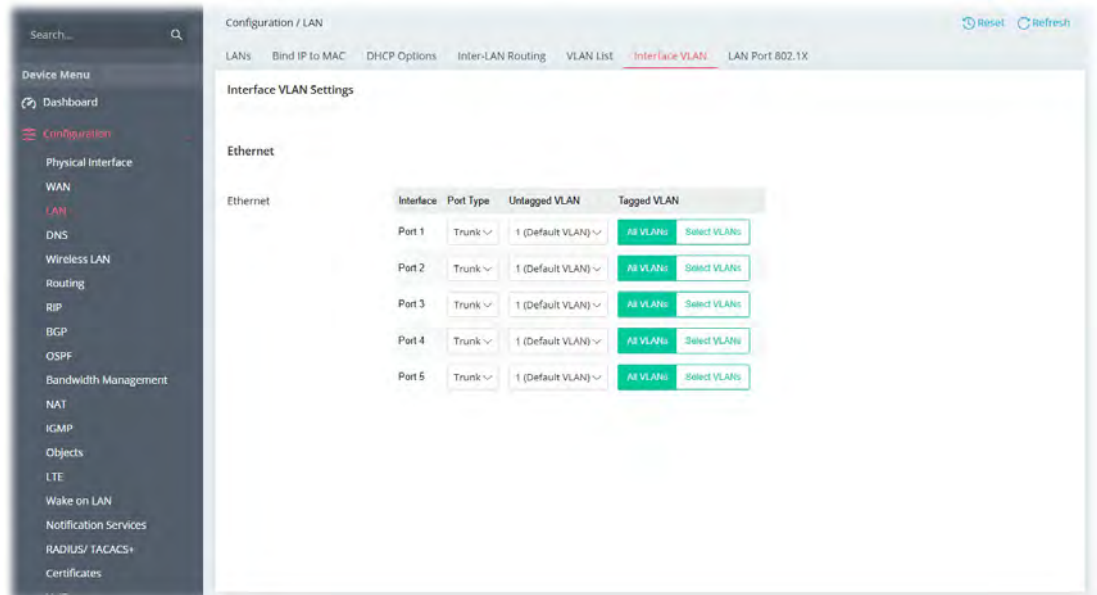 Search...
Configuration / LAN
Reset
Refresh
LANs
Bind IP to MAC
DHCP Options
Inter-LAN Routing
VLAN List
Interface VLAN
LAN Port 802.1X
Device Menu
Dashboard
Configuration
Physical Interface
WAN
LAN
DNS
Wireless LAN
Routing
RIP
BGP
OSPF
Bandwidth Management
NAT
IGMP
Objects
LTE
Wake on LAN
Notification Services
RADIUS/ TACACS+
Certificates
Interface VLAN Settings
Ethernet
Ethernet
Interface Port Type Untagged VLAN Tagged VLAN
Port 1 Trunk 1 (Default VLAN) All VLANs Select VLANs
Port 2 Trunk 1 (Default VLAN) All VLANs Select VLANs
Port 3 Trunk 1 (Default VLAN) All VLANs Select VLANs
Port 4 Trunk 1 (Default VLAN) All VLANs Select VLANs
Port 5 Trunk 1 (Default VLAN) All VLANs Select VLANs